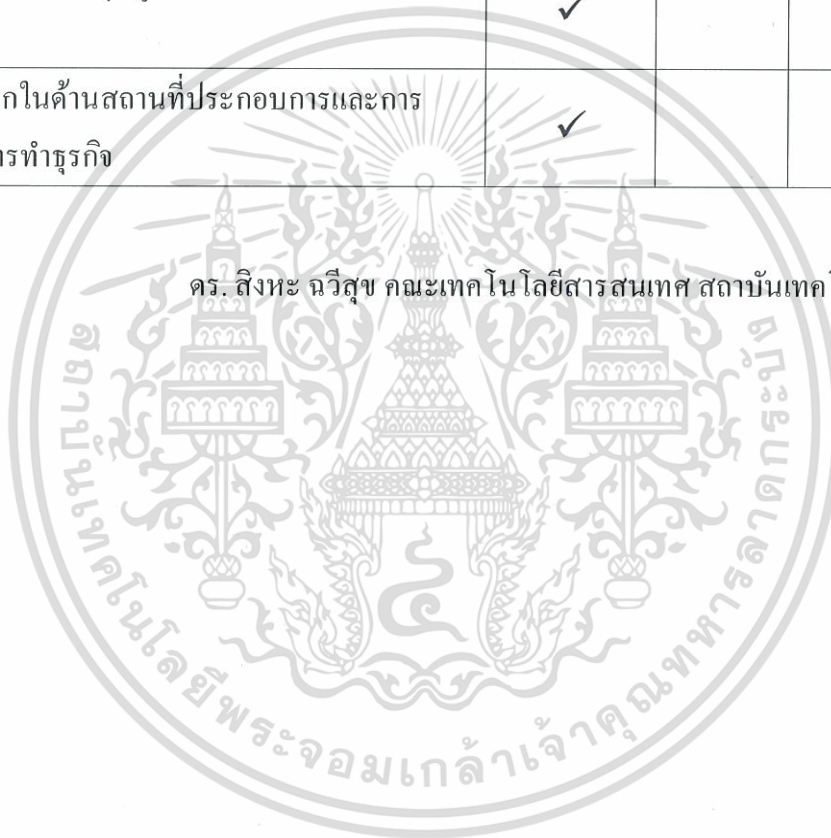 ✓
กในด้านสถานที่ประกอบการและการ
✓
ารทำธุรกิจ
ดร. สิงหะ ฉวีสุข คณะเทคโนโลยีสารสนเทศ สถาบันเทคโ
สถาบันเทคโนโลยีพระจอมเกล้าเจ้าคุณทหารลาดกระบัง